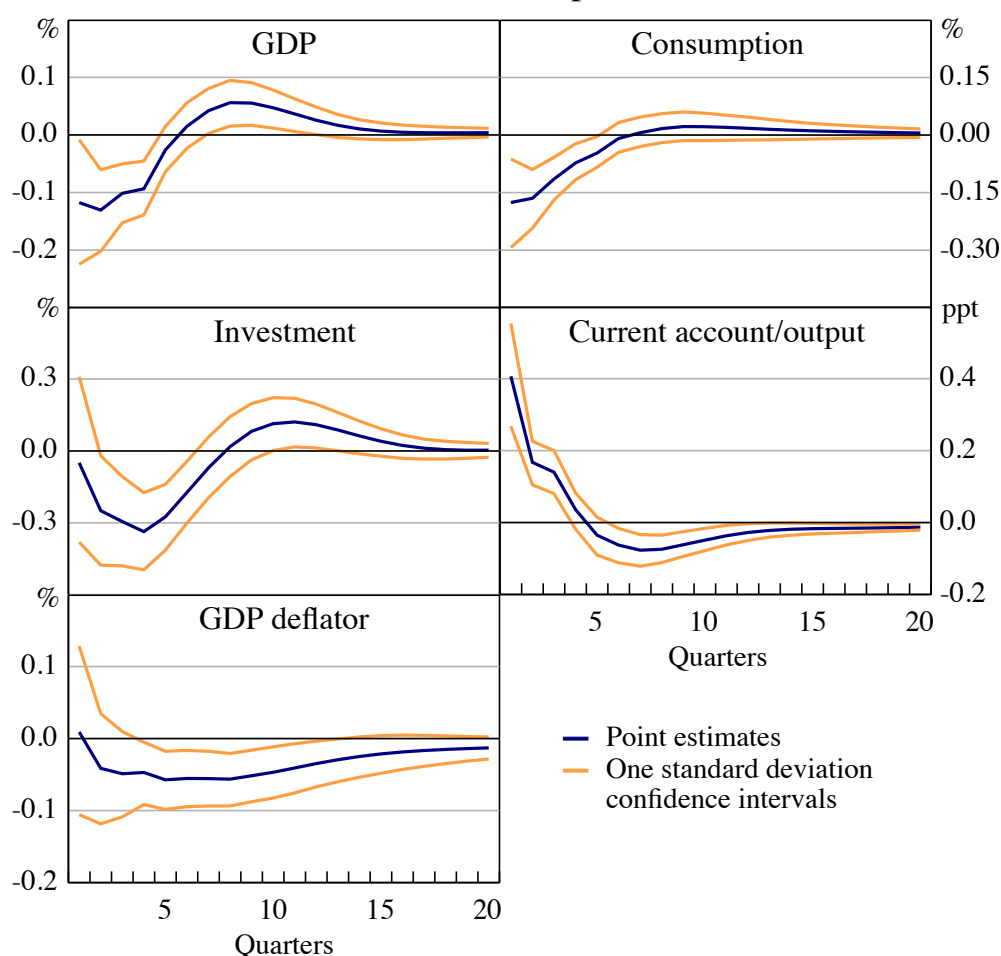 %
GDP
Consumption
%
0.1
0.15
0.0
0.00
-0.1
-0.15
-0.2
-0.30
%
Investment
Current account/output
ppt
0.3
0.4
0.0
0.2
-0.3
0.0
-0.2
%
GDP deflator
5 10 15 20
Quarters
0.1
0.0
-0.1
-0.2
Point estimates
One standard deviation
confidence intervals
5 10 15 20
Quarters